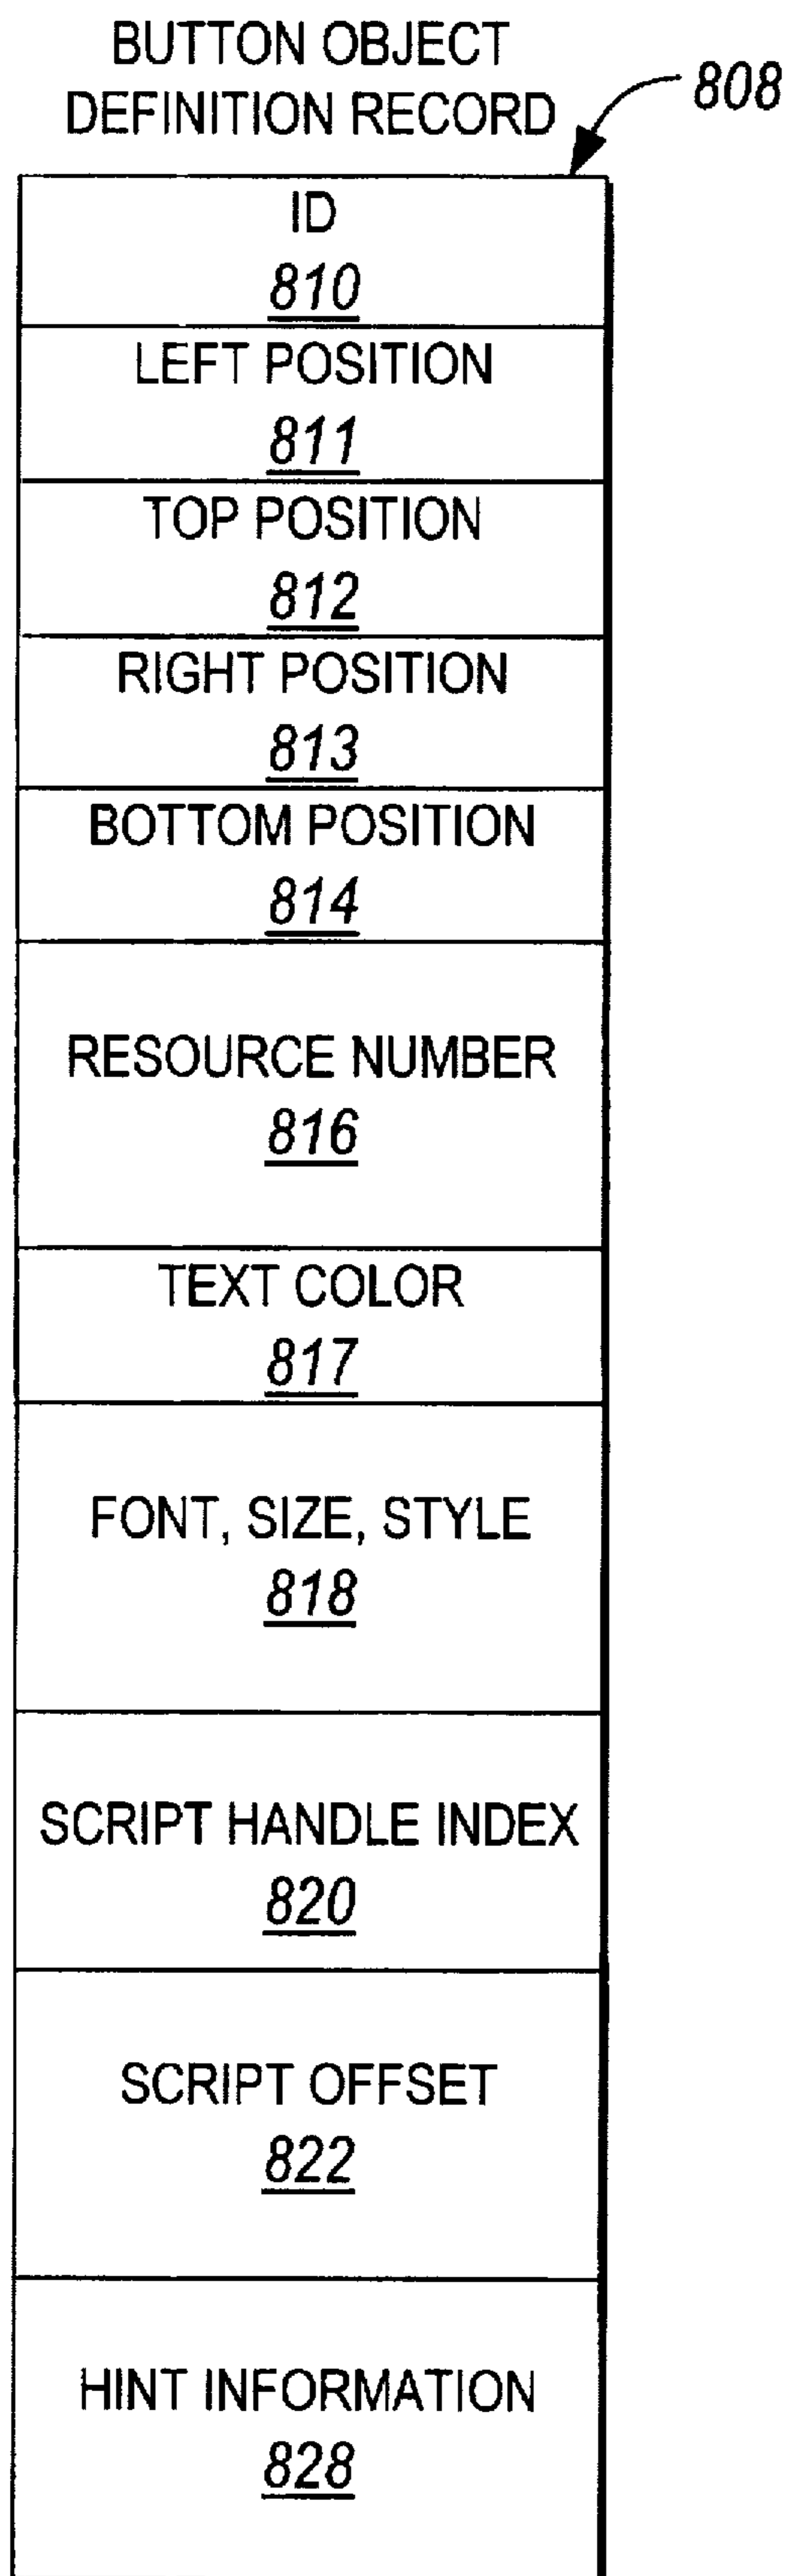 BUTTON OBJECT
DEFINITION RECORD
808
ID
810
LEFT POSITION
811
TOP POSITION
812
RIGHT POSITION
813
BOTTOM POSITION
814
RESOURCE NUMBER
816
TEXT COLOR
817
FONT, SIZE, STYLE
818
SCRIPT HANDLE INDEX
820
SCRIPT OFFSET
822
HINT INFORMATION
828